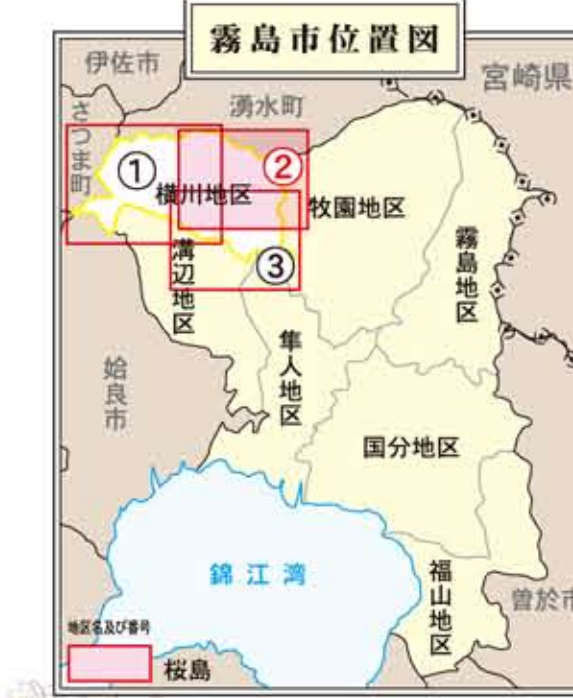 霧島市位置図
伊佐市
宮崎県
湧水町
さつま町
①
②
横川地区
牧園地区
霧島地区
③
溝辺地区
隼人地区
姶良市
国分地区
錦江湾
福山地区
曽於市
地区名及び番号
桜島